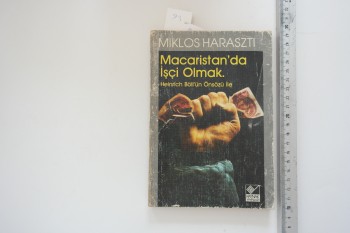 MIKLOS HARASZTI
Macaristan'da
İşçi Olmak.
Heinrich Böll'ün Önsözü ile